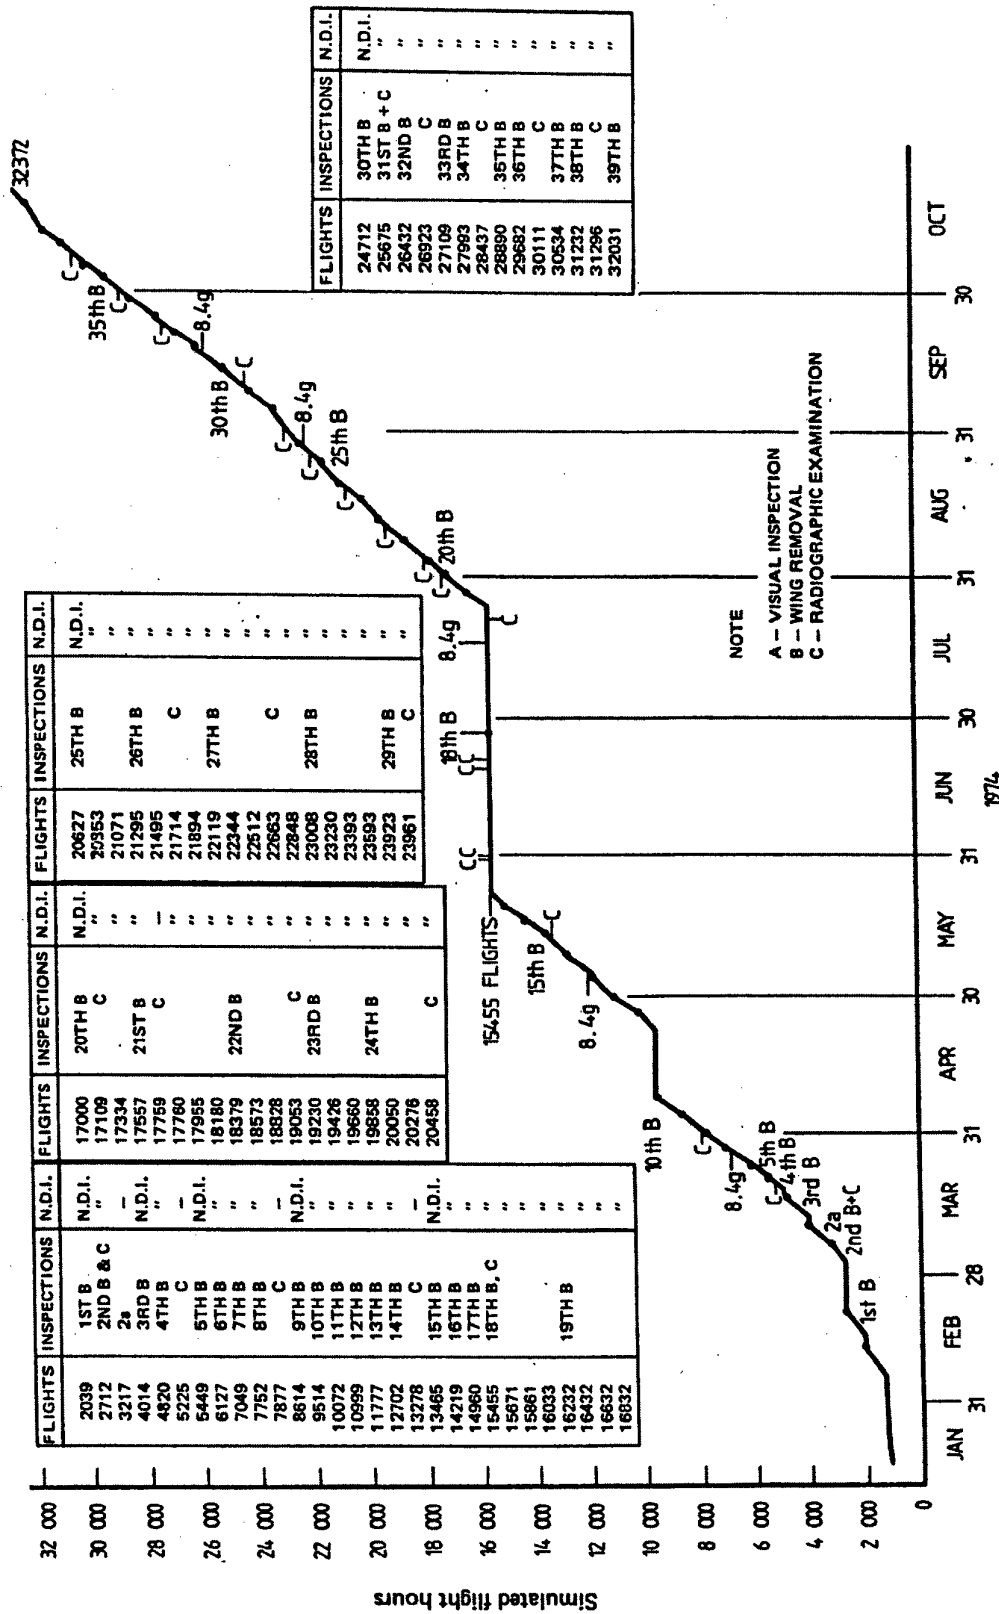 FLIGHTS INSPECTIONS N.D.I.
2039 1ST B N.D.I.
2712 2ND B & C "
3217 2a –
4014 3RD B N.D.I.
4820 4TH B "
5225 C –
5449 5TH B N.D.I.
6127 6TH B "
7049 7TH B "
7752 8TH B "
7877 C –
8614 9TH B N.D.I.
9514 10TH B "
10072 11TH B "
10999 12TH B "
11777 13TH B "
12702 14TH B "
13278 C –
13465 15TH B N.D.I.
14219 16TH B "
14960 17TH B "
15455 18TH B, C "
15671 "
15861 "
16033 "
16232 19TH B "
16432 "
16632 "
16832 "
FLIGHTS INSPECTIONS N.D.I.
17000 20TH B N.D.I.
17109 C "
17334 "
17557 21ST B "
17759 C –
17760 "
17955 "
18180 "
18379 22ND B "
18573 "
18828 "
19053 C "
19230 23RD B "
19426 "
19660 "
19858 24TH B "
20050 "
20276 "
20458 C "
FLIGHTS INSPECTIONS N.D.I.
20627 25TH B N.D.I.
20953 "
21071 "
21295 26TH B "
21495 "
21714 C "
21894 "
22119 27TH B "
22344 "
22512 "
22663 C "
22848 "
23008 28TH B "
23230 "
23393 "
23593 "
23923 29TH B "
23961 C "
FLIGHTS INSPECTIONS N.D.I.
24712 30TH B N.D.I.
25675 31ST B + C "
26432 32ND B "
26923 C "
27109 33RD B "
27993 34TH B "
28437 C "
28890 35TH B "
29682 36TH B "
30111 C "
30534 37TH B "
31232 38TH B "
31296 C "
32031 39TH B "
Simulated flight hours
32 000
30 000
28 000
26 000
24 000
22 000
20 000
18 000
16 000
14 000
12 000
10 000
8 000
6 000
4 000
2 000
0
1st B
2nd B+C
2a
3rd B
4th B
C
5th B
8.4g
C
10th B
8.4g
15th B
C
15455 FLIGHTS
CC
CC
18th B
8.4g
C
C
C
20th B
C
C
C
25th B
C
8.4g
30th B
C
8.4g
C
C
35th B
C
32372
NOTE
A – VISUAL INSPECTION
B – WING REMOVAL
C – RADIOGRAPHIC EXAMINATION
JAN 31 FEB 28 MAR 31 APR 30 MAY 31 JUN 30 JUL 31 AUG 31 SEP 30 OCT
1974